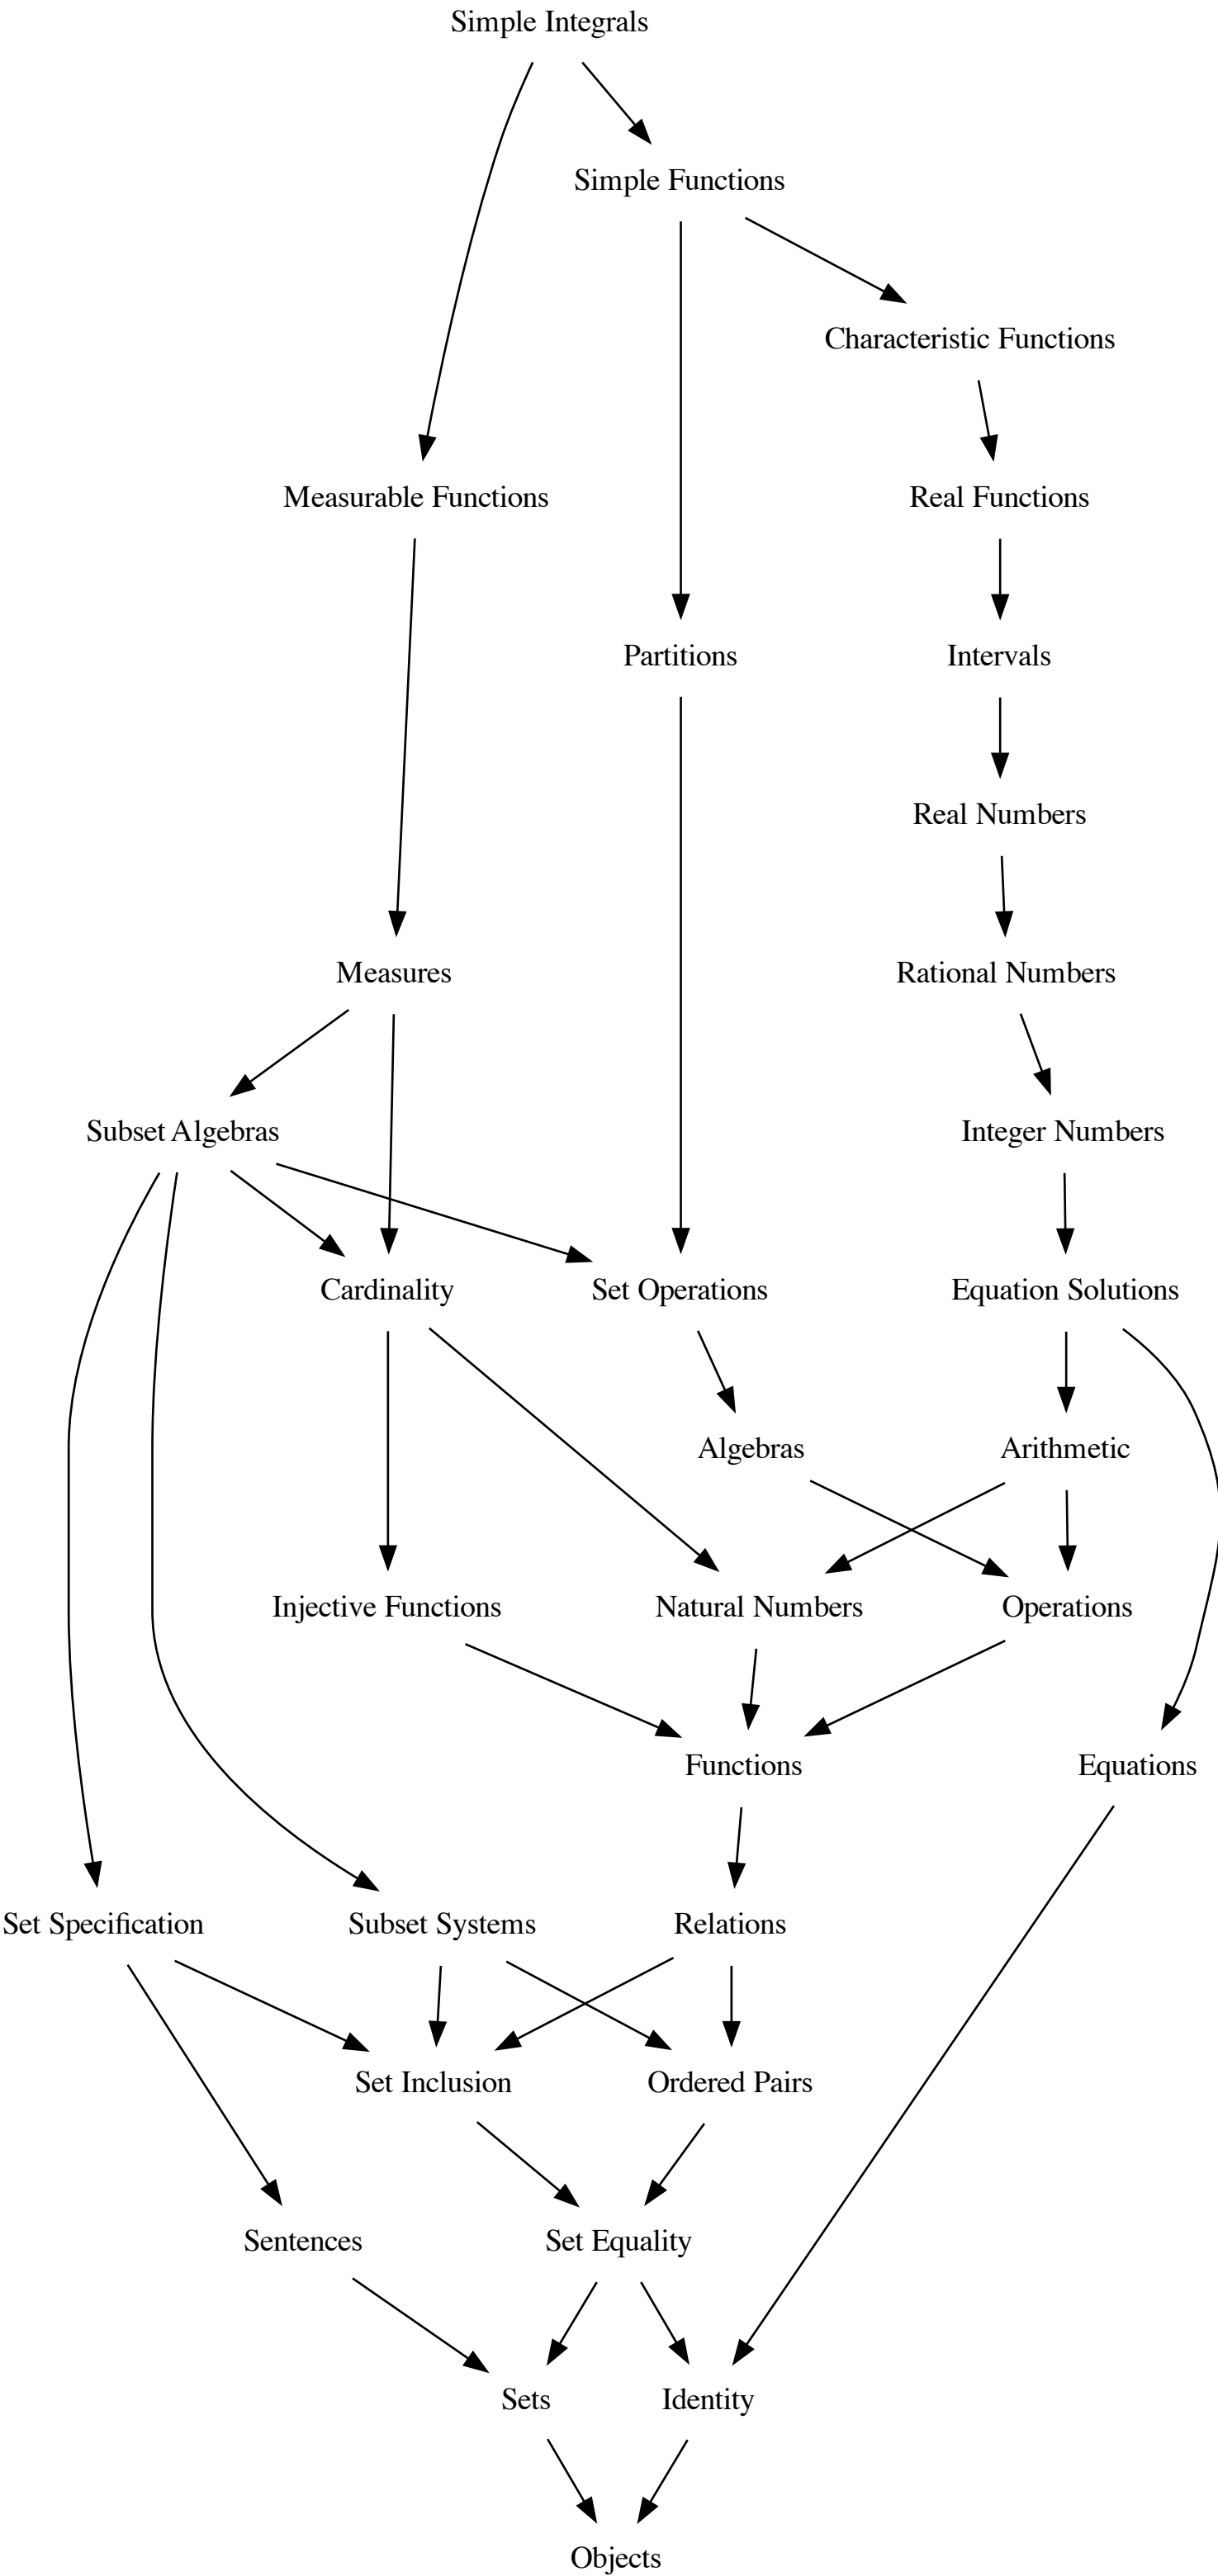 Simple Integrals
Simple Functions
Characteristic Functions
Measurable Functions
Real Functions
Partitions
Intervals
Real Numbers
Measures
Rational Numbers
Subset Algebras
Integer Numbers
Cardinality
Set Operations
Equation Solutions
Algebras
Arithmetic
Injective Functions
Natural Numbers
Operations
Functions
Equations
Set Specification
Subset Systems
Relations
Set Inclusion
Ordered Pairs
Sentences
Set Equality
Sets
Identity
Objects